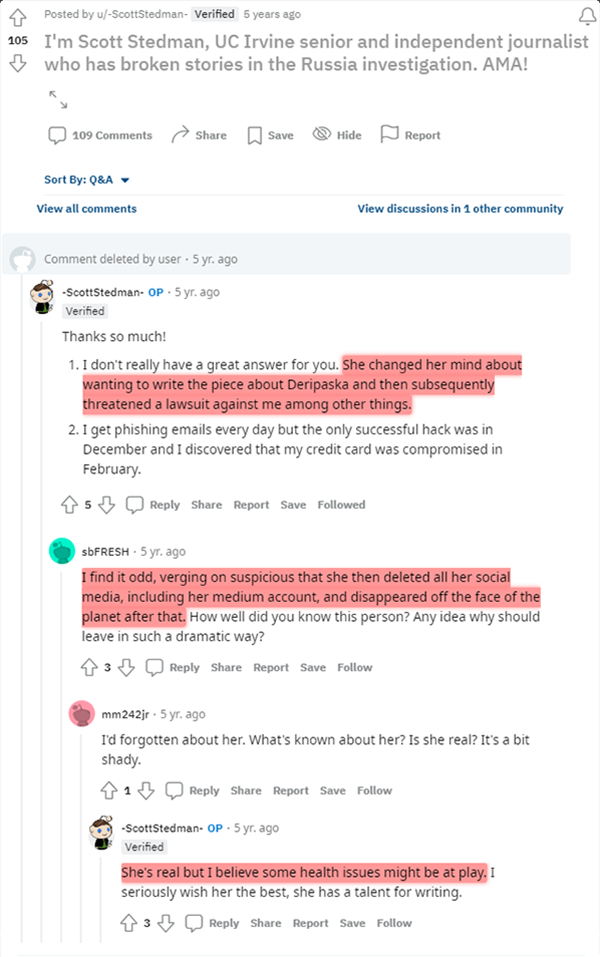 Posted by u/-ScottStedman- Verified 5 years ago
105
I'm Scott Stedman, UC Irvine senior and independent journalist
who has broken stories in the Russia investigation. AMA!
109 Comments Share Save Hide Report
Sort By: Q&A
View all comments View discussions in 1 other community
Comment deleted by user · 5 yr. ago
-ScottStedman- OP · 5 yr. ago
Verified
Thanks so much!
1. I don't really have a great answer for you. She changed her mind about
wanting to write the piece about Deripaska and then subsequently
threatened a lawsuit against me among other things.
2. I get phishing emails every day but the only successful hack was in
December and I discovered that my credit card was compromised in
February.
5 Reply Share Report Save Followed
sbFRESH · 5 yr. ago
I find it odd, verging on suspicious that she then deleted all her social
media, including her medium account, and disappeared off the face of the
planet after that. How well did you know this person? Any idea why should
leave in such a dramatic way?
3 Reply Share Report Save Follow
mm242jr · 5 yr. ago
I'd forgotten about her. What's known about her? Is she real? It's a bit
shady.
1 Reply Share Report Save Follow
-ScottStedman- OP · 5 yr. ago
Verified
She's real but I believe some health issues might be at play. I
seriously wish her the best, she has a talent for writing.
3 Reply Share Report Save Follow